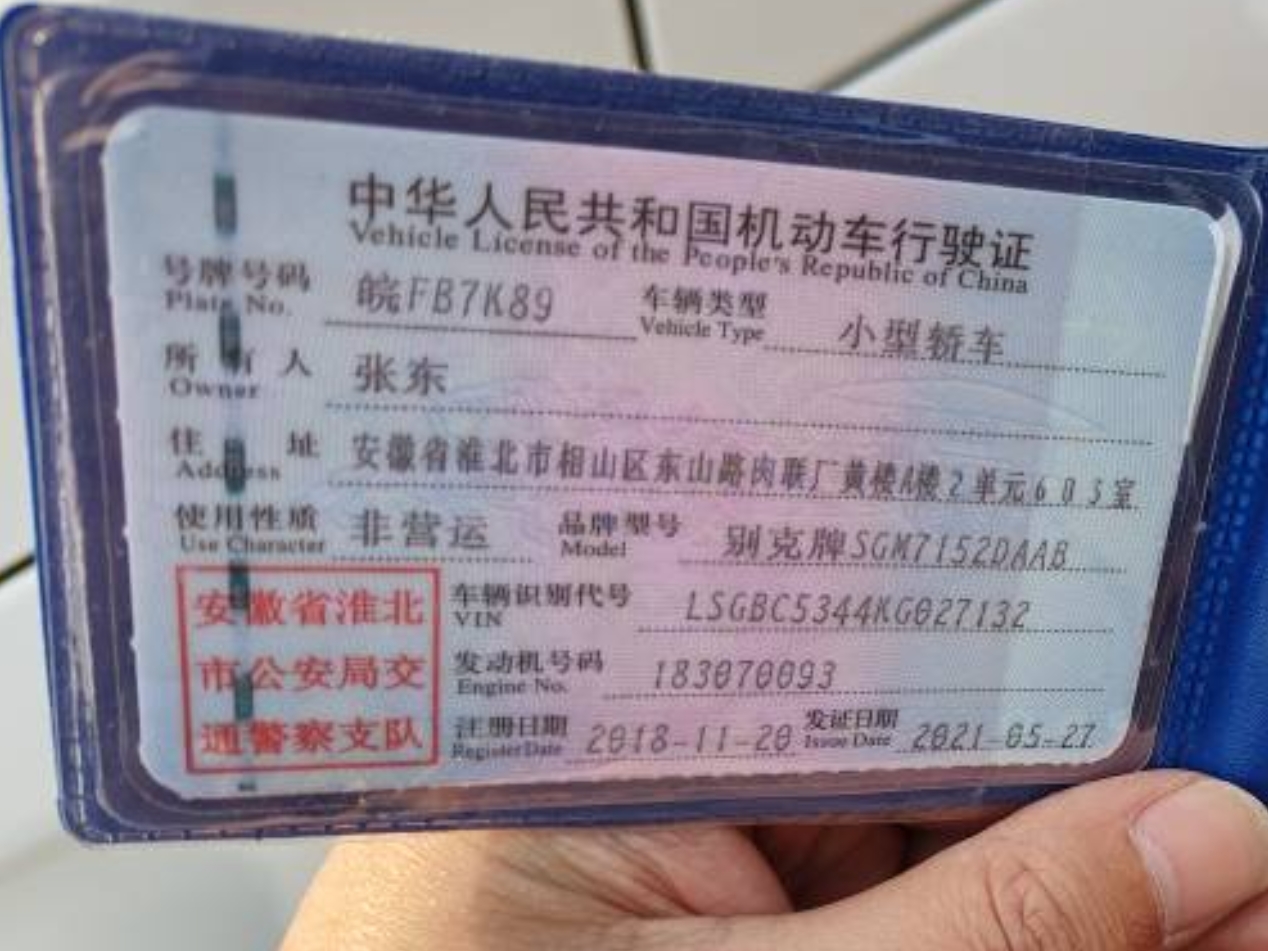 中华人民共和国机动车行驶证
Vehicle License of the People's Republic of China
号牌号码 皖FB7K89 车辆类型 小型轿车
Plate No. Vehicle Type
所有人 张东
Owner
住址 安徽省淮北市相山区东山路肉联厂黄楼A楼2单元603室
Address
使用性质 非营运 品牌型号 别克牌SGM7152DAAB
Use Character Model
安徽省淮北
市公安局交
通警察支队
车辆识别代号 LSGBC5344KG027132
VIN
发动机号码 183070093
Engine No.
注册日期 2018-11-20 发证日期 2021-05-27
Register Date Issue Date